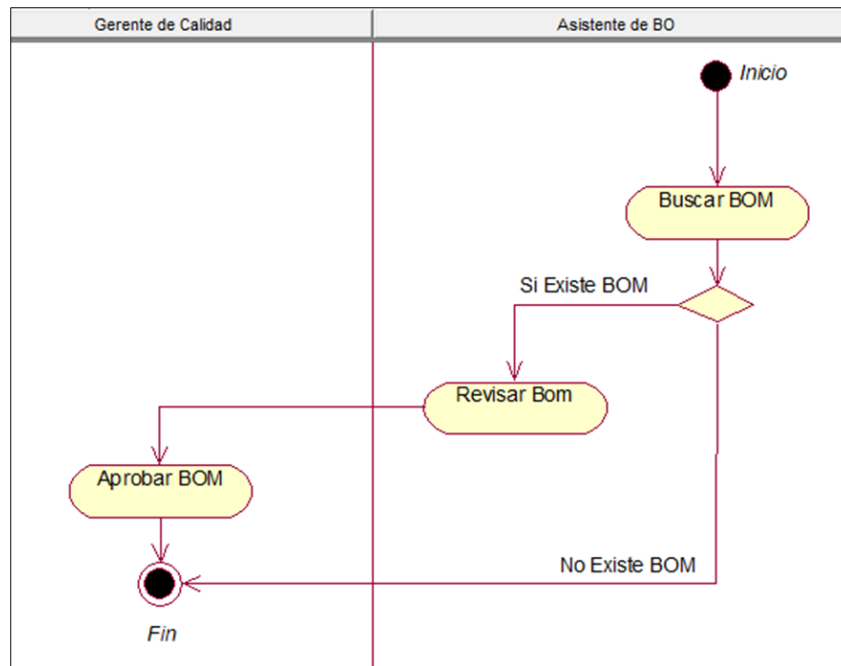 Gerente de Calidad
Asistente de BO
Inicio
Buscar BOM
Si Existe BOM
Revisar Bom
Aprobar BOM
No Existe BOM
Fin